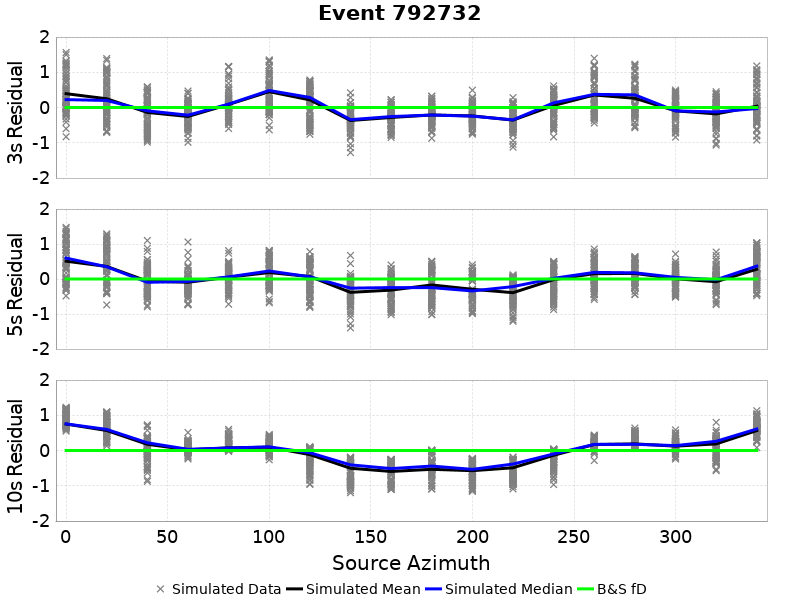 Event 792732
3s Residual
2
1
0
-1
-2
5s Residual
2
1
0
-1
-2
10s Residual
2
1
0
-1
-2
0 50 100 150 200 250 300
Source Azimuth
Simulated Data Simulated Mean Simulated Median B&S fD